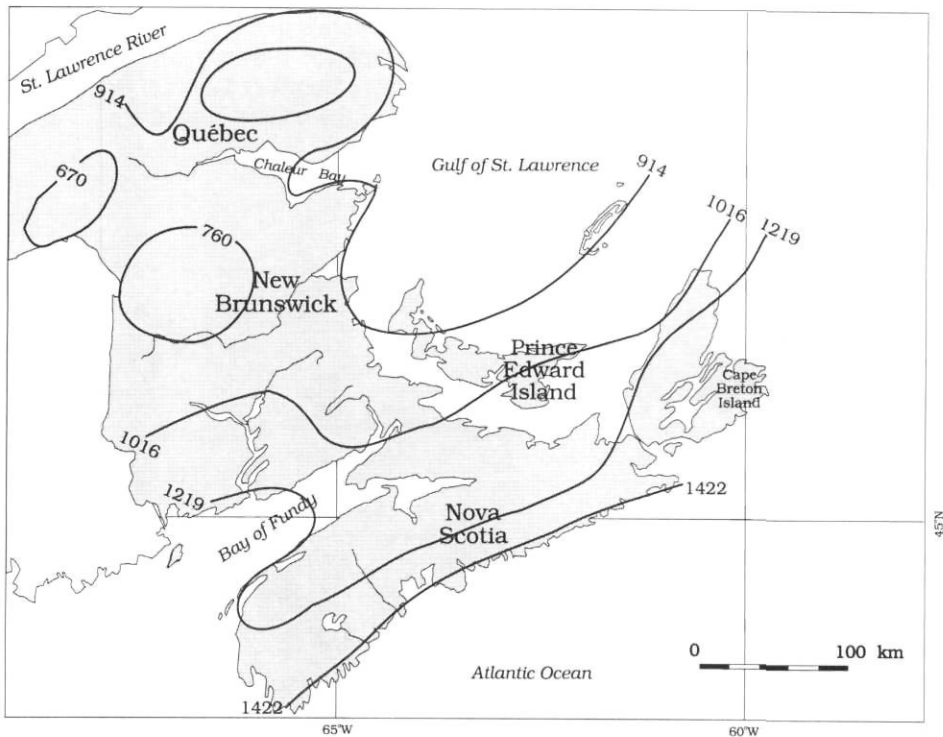 St. Lawrence River
914
Québec
Chaleur Bay
Gulf of St. Lawrence
914
670
1016
1219
760
New
Brunswick
Prince
Edward
Island
Cape
Breton
Island
1016
1219
Bay of Fundy
1422
Nova
Scotia
45°N
0 100 km
Atlantic Ocean
1422
65°W
60°W